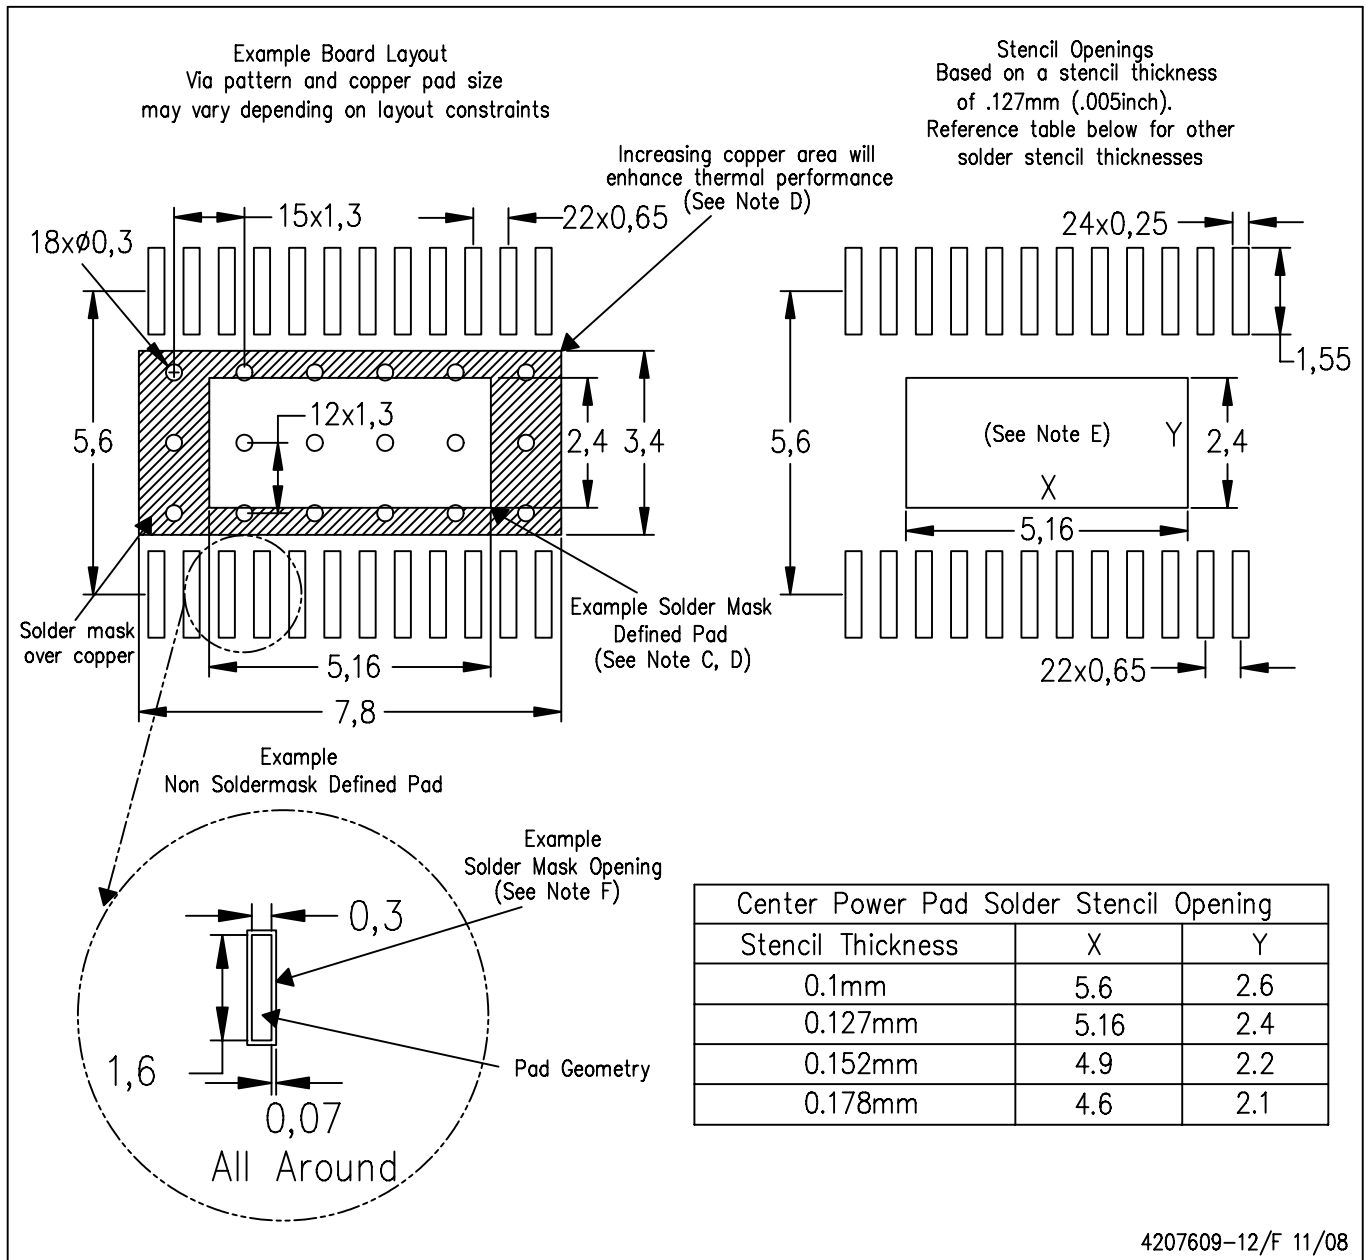 Example Board Layout
Via pattern and copper pad size
may vary depending on layout constraints
Stencil Openings
Based on a stencil thickness
of .127mm (.005inch).
Reference table below for other
solder stencil thicknesses
Increasing copper area will
enhance thermal performance
(See Note D)
15x1,3
22x0,65
18xø0,3
24x0,25
1,55
12x1,3
5,6
2,4
3,4
5,6
(See Note E)
Y
2,4
X
5,16
Solder mask
over copper
Example Solder Mask
Defined Pad
(See Note C, D)
5,16
22x0,65
7,8
Example
Non Soldermask Defined Pad
Example
Solder Mask Opening
(See Note F)
0,3
1,6
Pad Geometry
0,07
All Around
Center Power Pad Solder Stencil Opening
Stencil Thickness X Y
0.1mm 5.6 2.6
0.127mm 5.16 2.4
0.152mm 4.9 2.2
0.178mm 4.6 2.1
4207609-12/F 11/08